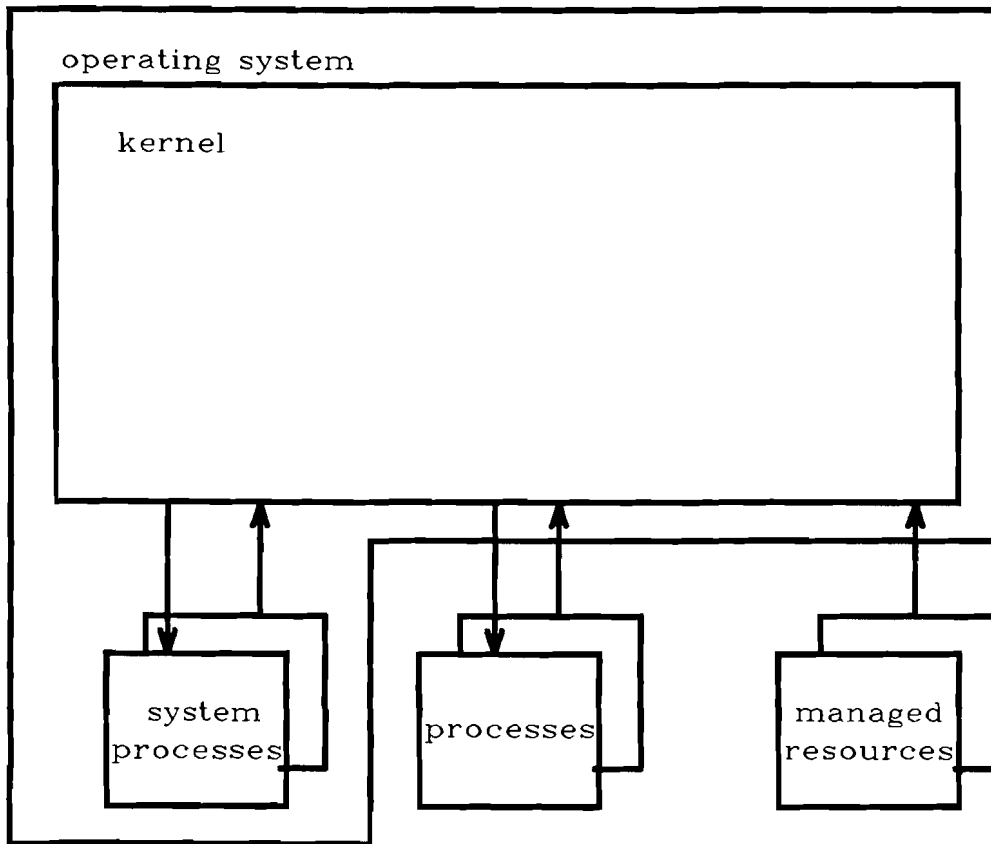 operating system
kernel
system
processes
processes
managed
resources